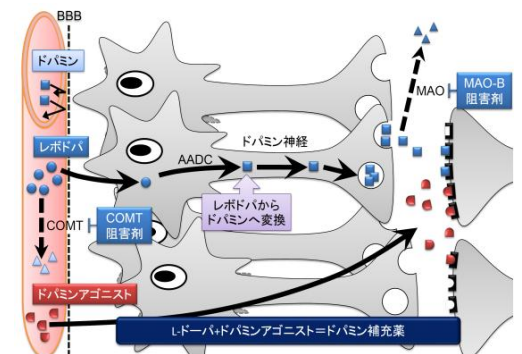 BBB
ドパミン
レボドパ
COMT
COMT
阻害剤
ドパミンアゴニスト
AADC
ドパミン神経
レボドパから
ドパミンへ変換
MAO
MAO-B
阻害剤
L-ドーパ+ドパミンアゴニスト=ドパミン補充薬